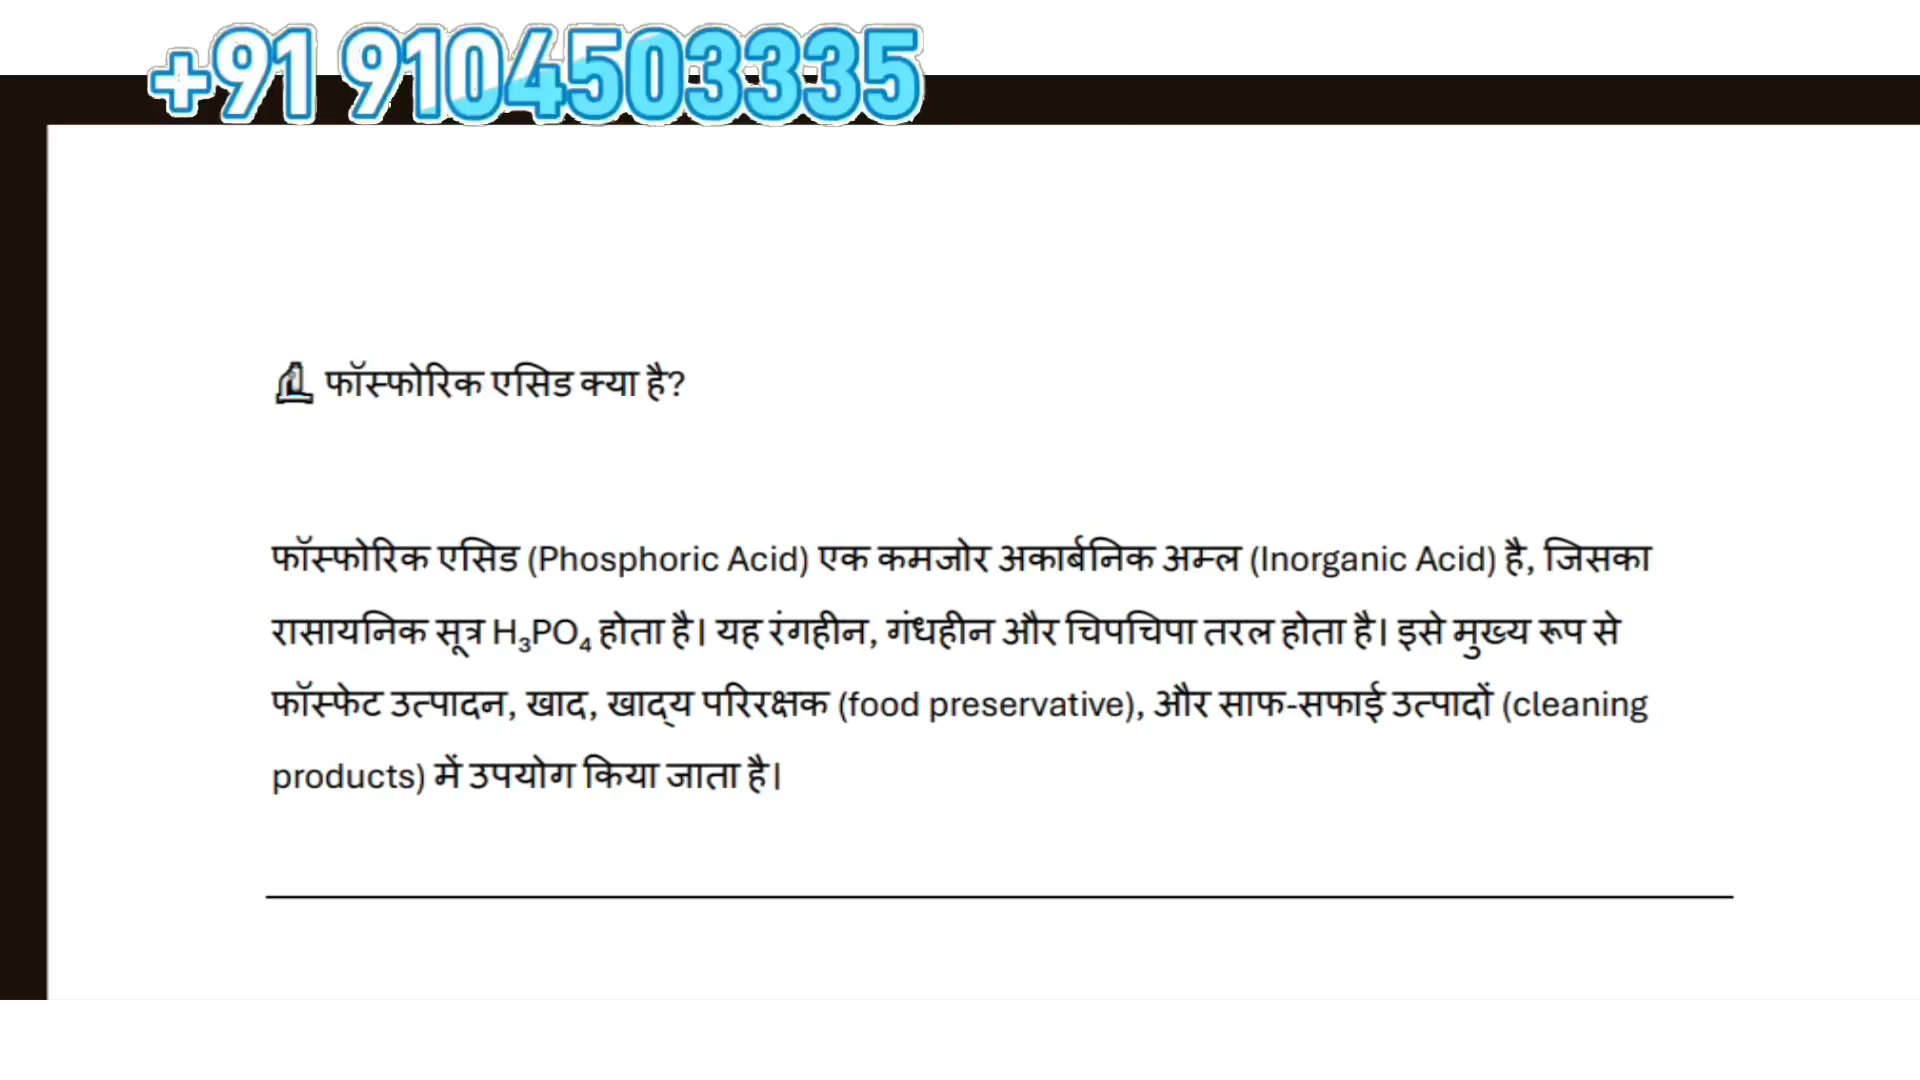 +91 9104503335
फॉस्फोरिक एसिड क्या है?
फॉस्फोरिक एसिड (Phosphoric Acid) एक कमजोर अकार्बनिक अम्ल (Inorganic Acid) है, जिसका
रासायनिक सूत्र H₃PO₄ होता है। यह रंगहीन, गंधहीन और चिपचिपा तरल होता है। इसे मुख्य रूप से
फॉस्फेट उत्पादन, खाद, खाद्य परिरक्षक (food preservative), और साफ-सफाई उत्पादों (cleaning
products) में उपयोग किया जाता है।